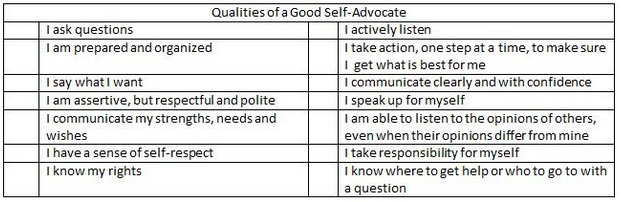 Qualities of a Good Self-Advocate
I ask questions
I actively listen
I am prepared and organized
I take action, one step at a time, to make sure
I get what is best for me
I say what I want
I communicate clearly and with confidence
I am assertive, but respectful and polite
I speak up for myself
I communicate my strengths, needs and
wishes
I am able to listen to the opinions of others,
even when their opinions differ from mine
I have a sense of self-respect
I take responsibility for myself
I know my rights
I know where to get help or who to go to with
a question